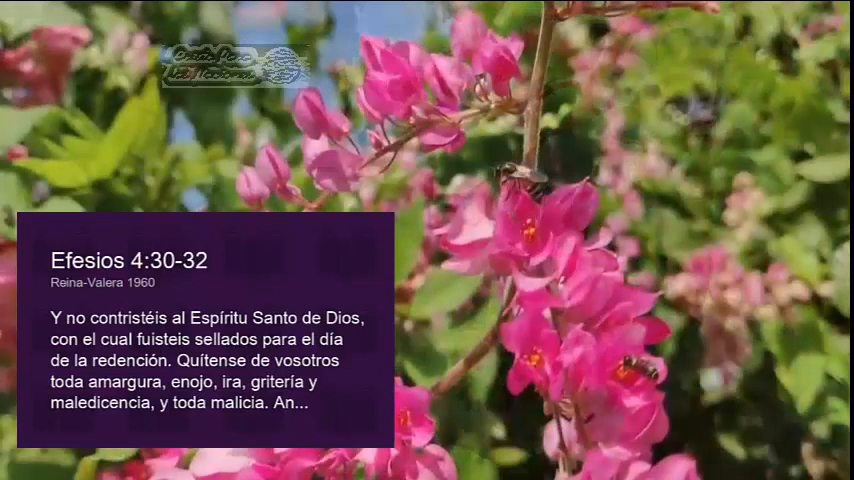 Efesios 4:30-32
Reina-Valera 1960
Y no contristéis al Espíritu Santo de Dios,
con el cual fuisteis sellados para el día
de la redención. Quítense de vosotros
toda amargura, enojo, ira, gritería y
maledicencia, y toda malicia. An...